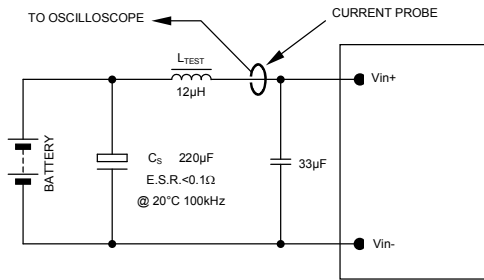 TO OSCILLOSCOPE
CURRENT PROBE
LTEST
12µH
Vin+
BATTERY
CS 220µF
E.S.R.<0.1Ω
@ 20°C 100kHz
33µF
Vin-